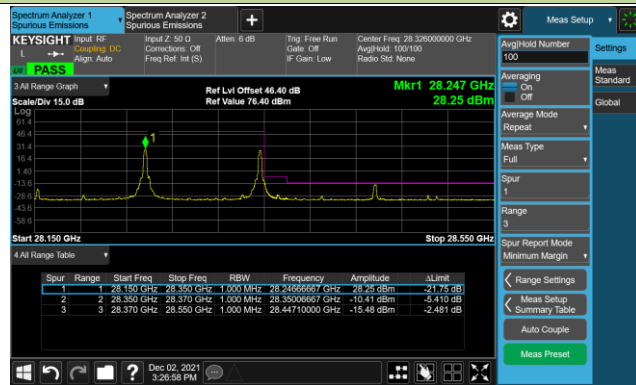 Spectrum Analyzer 1
Spurious Emissions
Spectrum Analyzer 2
Spurious Emissions
Meas Setup
KEYSIGHT
L
Input: RF
Coupling: DC
Align: Auto
Input Z: 50 Ω
Corrections: Off
Freq Ref: Int (S)
Atten: 6 dB
Trig: Free Run
Gate: Off
IF Gain: Low
Center Freq: 28.326000000 GHz
Avg|Hold: 100/100
Radio Std: None
PASS
3 All Range Graph
Scale/Div 15.0 dB
Ref Lvl Offset 46.40 dB
Ref Value 76.40 dBm
Mkr1 28.247 GHz
28.25 dBm
Log
61.4
46.4
31.4
16.4
1.40
-13.6
-28.6
-43.6
-58.6
1
Start 28.150 GHz
Stop 28.550 GHz
4 All Range Table
Spur Range Start Freq Stop Freq RBW Frequency Amplitude ΔLimit
1 1 28.150 GHz 28.350 GHz 1.000 MHz 28.24666667 GHz 28.25 dBm -21.75 dB
2 2 28.350 GHz 28.370 GHz 1.000 MHz 28.35006667 GHz -10.41 dBm -5.410 dB
3 3 28.370 GHz 28.550 GHz 1.000 MHz 28.44710000 GHz -15.48 dBm -2.481 dB
Avg|Hold Number
100
Averaging
On
Off
Average Mode
Repeat
Meas Type
Full
Spur
1
Range
3
Spur Report Mode
Minimum Margin
Range Settings
Meas Setup
Summary Table
Auto Couple
Meas Preset
Settings
Meas
Standard
Global
Dec 02, 2021
3:26:58 PM